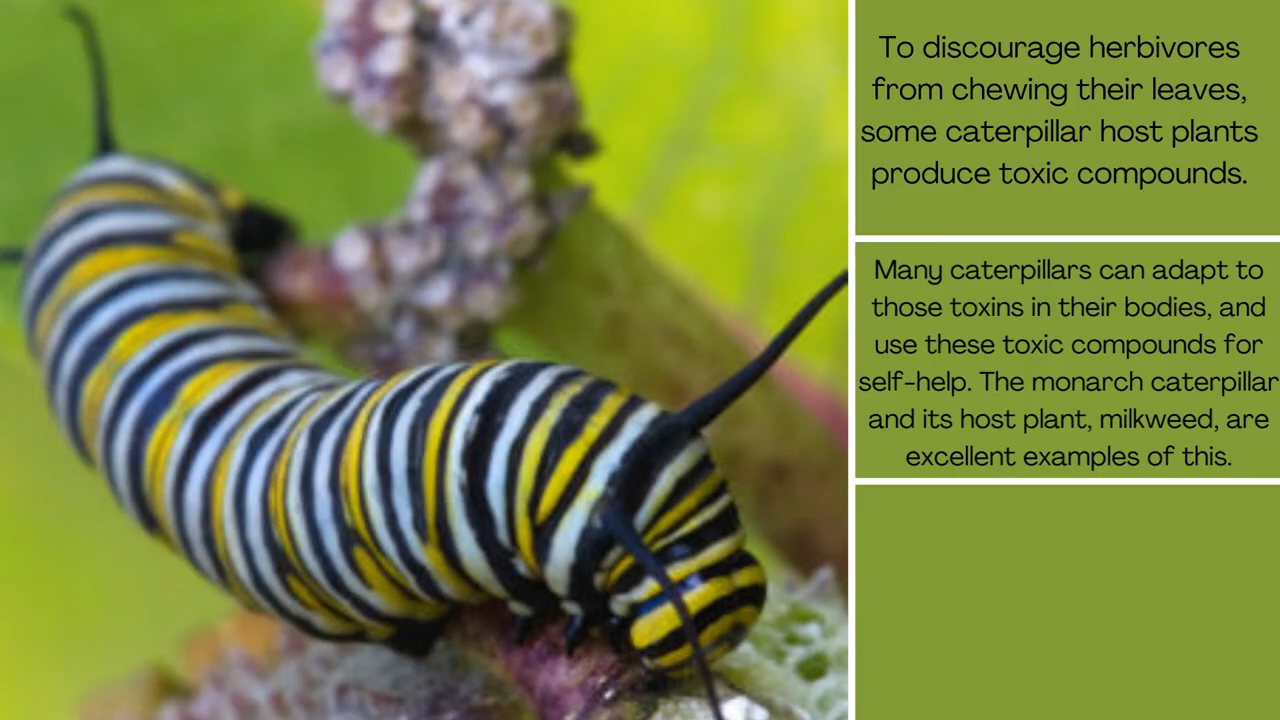 To discourage herbivores
from chewing their leaves,
some caterpillar host plants
produce toxic compounds.
Many caterpillars can adapt to
those toxins in their bodies, and
use these toxic compounds for
self-help. The monarch caterpillar
and its host plant, milkweed, are
excellent examples of this.